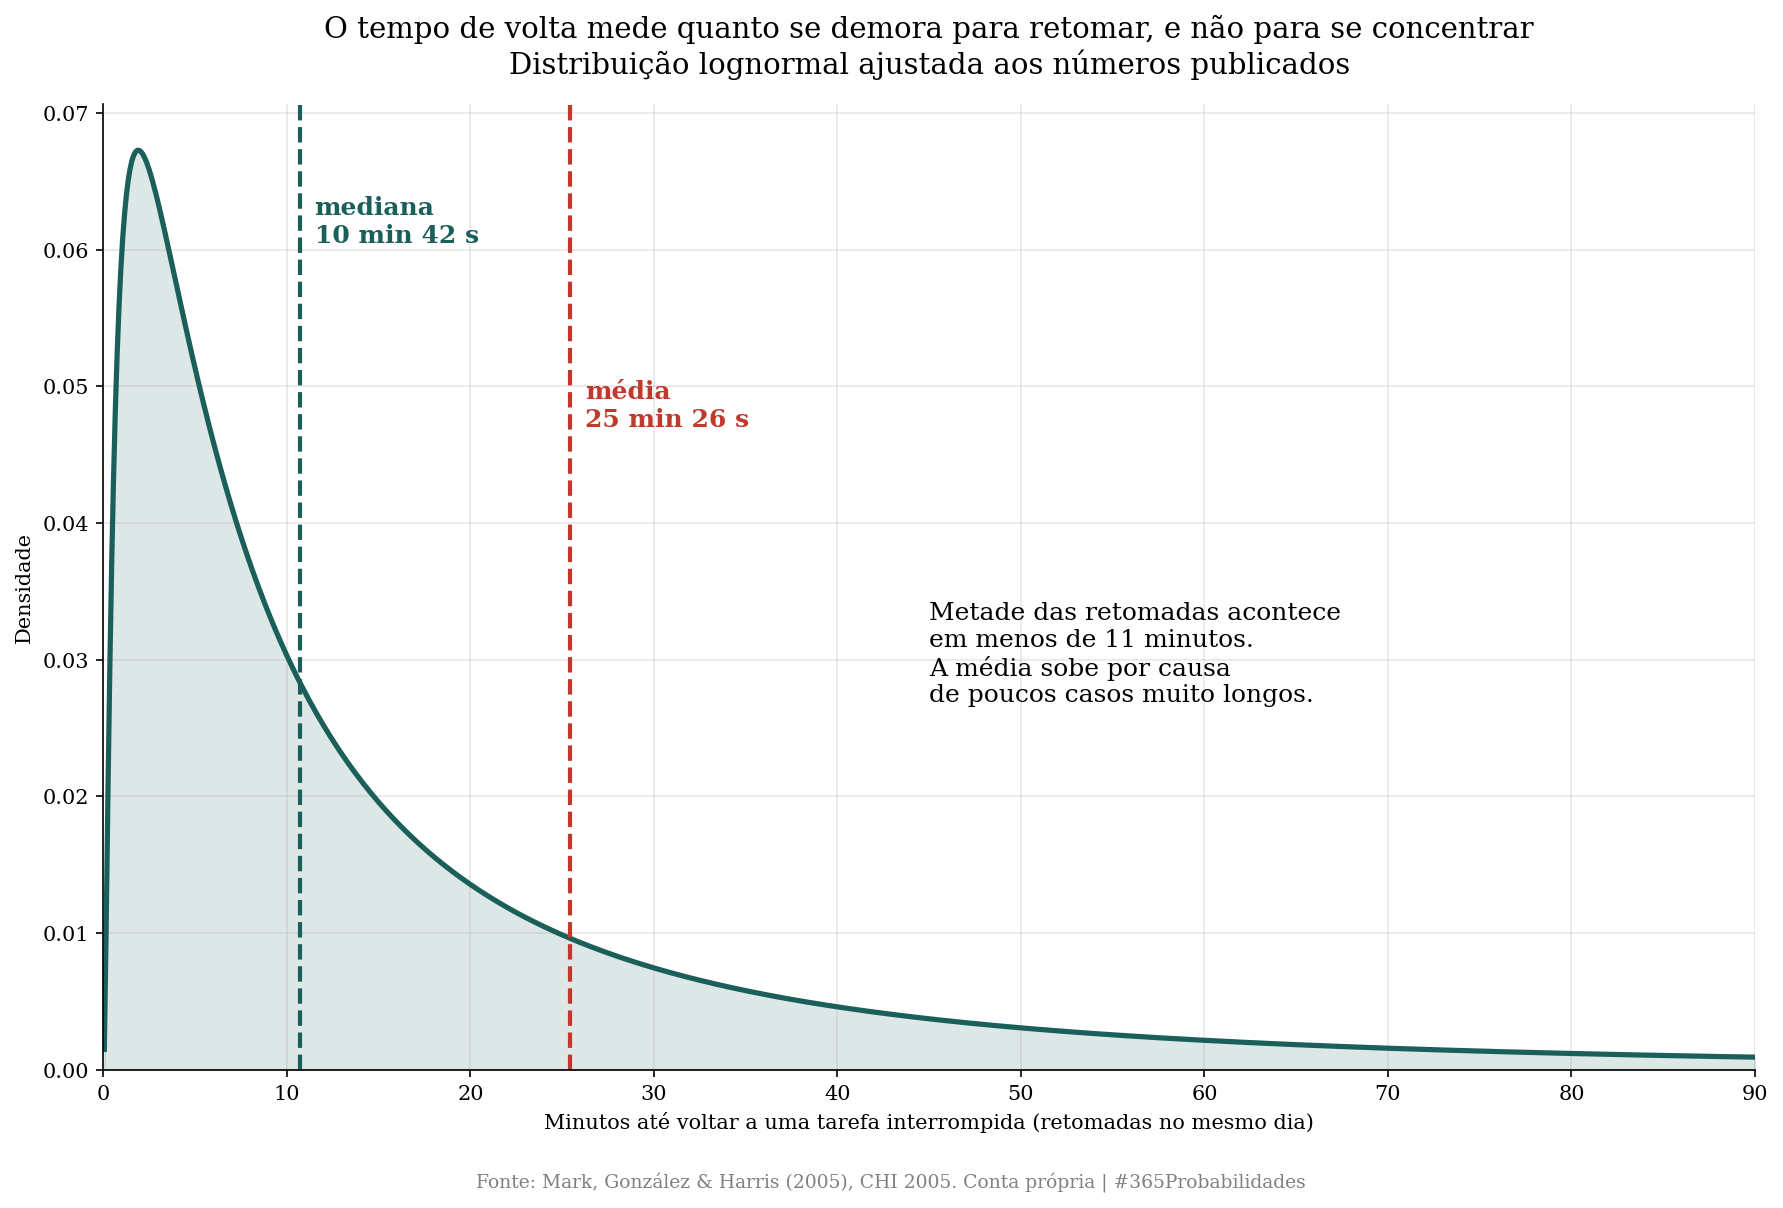 O tempo de volta mede quanto se demora para retomar, e não para se concentrar
Distribuição lognormal ajustada aos números publicados
0.07
0.06
0.05
0.04
0.03
0.02
0.01
0.00
Densidade
mediana
10 min 42 s
média
25 min 26 s
Metade das retomadas acontece
em menos de 11 minutos.
A média sobe por causa
de poucos casos muito longos.
0 10 20 30 40 50 60 70 80 90
Minutos até voltar a uma tarefa interrompida (retomadas no mesmo dia)
Fonte: Mark, González & Harris (2005), CHI 2005. Conta própria | #365Probabilidades